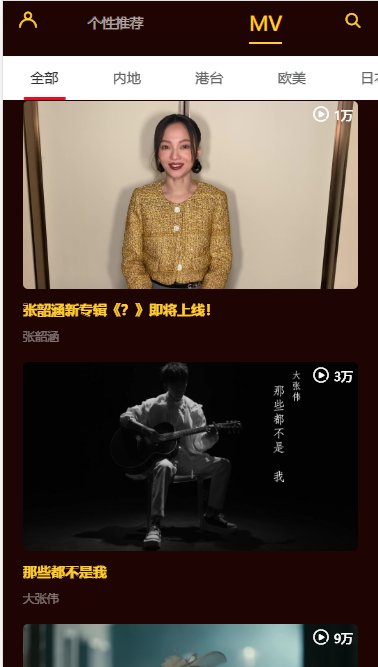 个性推荐
MV
全部
内地
港台
欧美
日
1万
张韶涵新专辑《？》即将上线!
张韶涵
大张伟
那些都不是 我
3万
那些都不是我
大张伟
9万